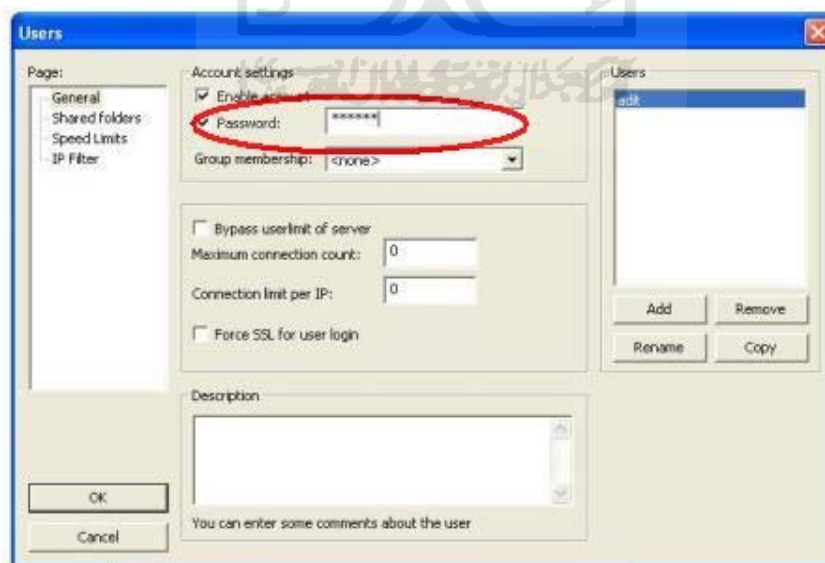 Users
Page:
General
Shared folders
Speed Limits
IP Filter
Account settings
Enable
Password: ******
Group membership: <none>
Bypass userlimit of server
Maximum connection count: 0
Connection limit per IP: 0
Force SSL for user login
Description
You can enter some comments about the user
Users
adit
Add Remove
Rename Copy
OK
Cancel